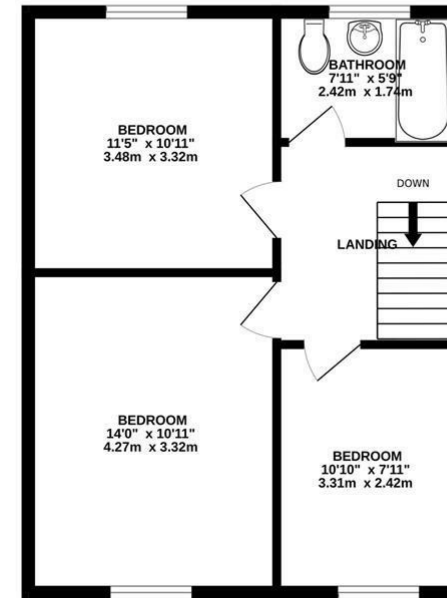 BATHROOM
7'11" x 5'9"
2.42m x 1.74m
BEDROOM
11'5" x 10'11"
3.48m x 3.32m
DOWN
LANDING
BEDROOM
14'0" x 10'11"
4.27m x 3.32m
BEDROOM
10'10" x 7'11"
3.31m x 2.42m